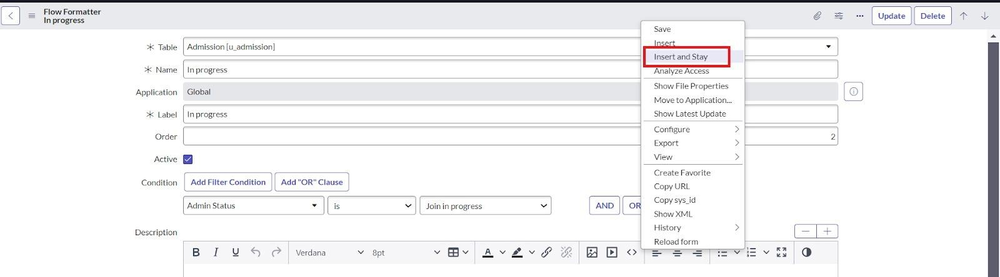 Flow Formatter
In progress
Update
Delete
Table
Admission [u_admission]
Name
In progress
Application
Global
Label
In progress
Order
2
Active
Condition
Add Filter Condition
Add "OR" Clause
Admin Status
is
Join in progress
AND
OR
Description
B I U
Verdana
8pt
A
Save
Insert
Insert and Stay
Analyze Access
Show File Properties
Move to Application...
Show Latest Update
Configure
Export
View
Create Favorite
Copy URL
Copy sys_id
Show XML
History
Reload form